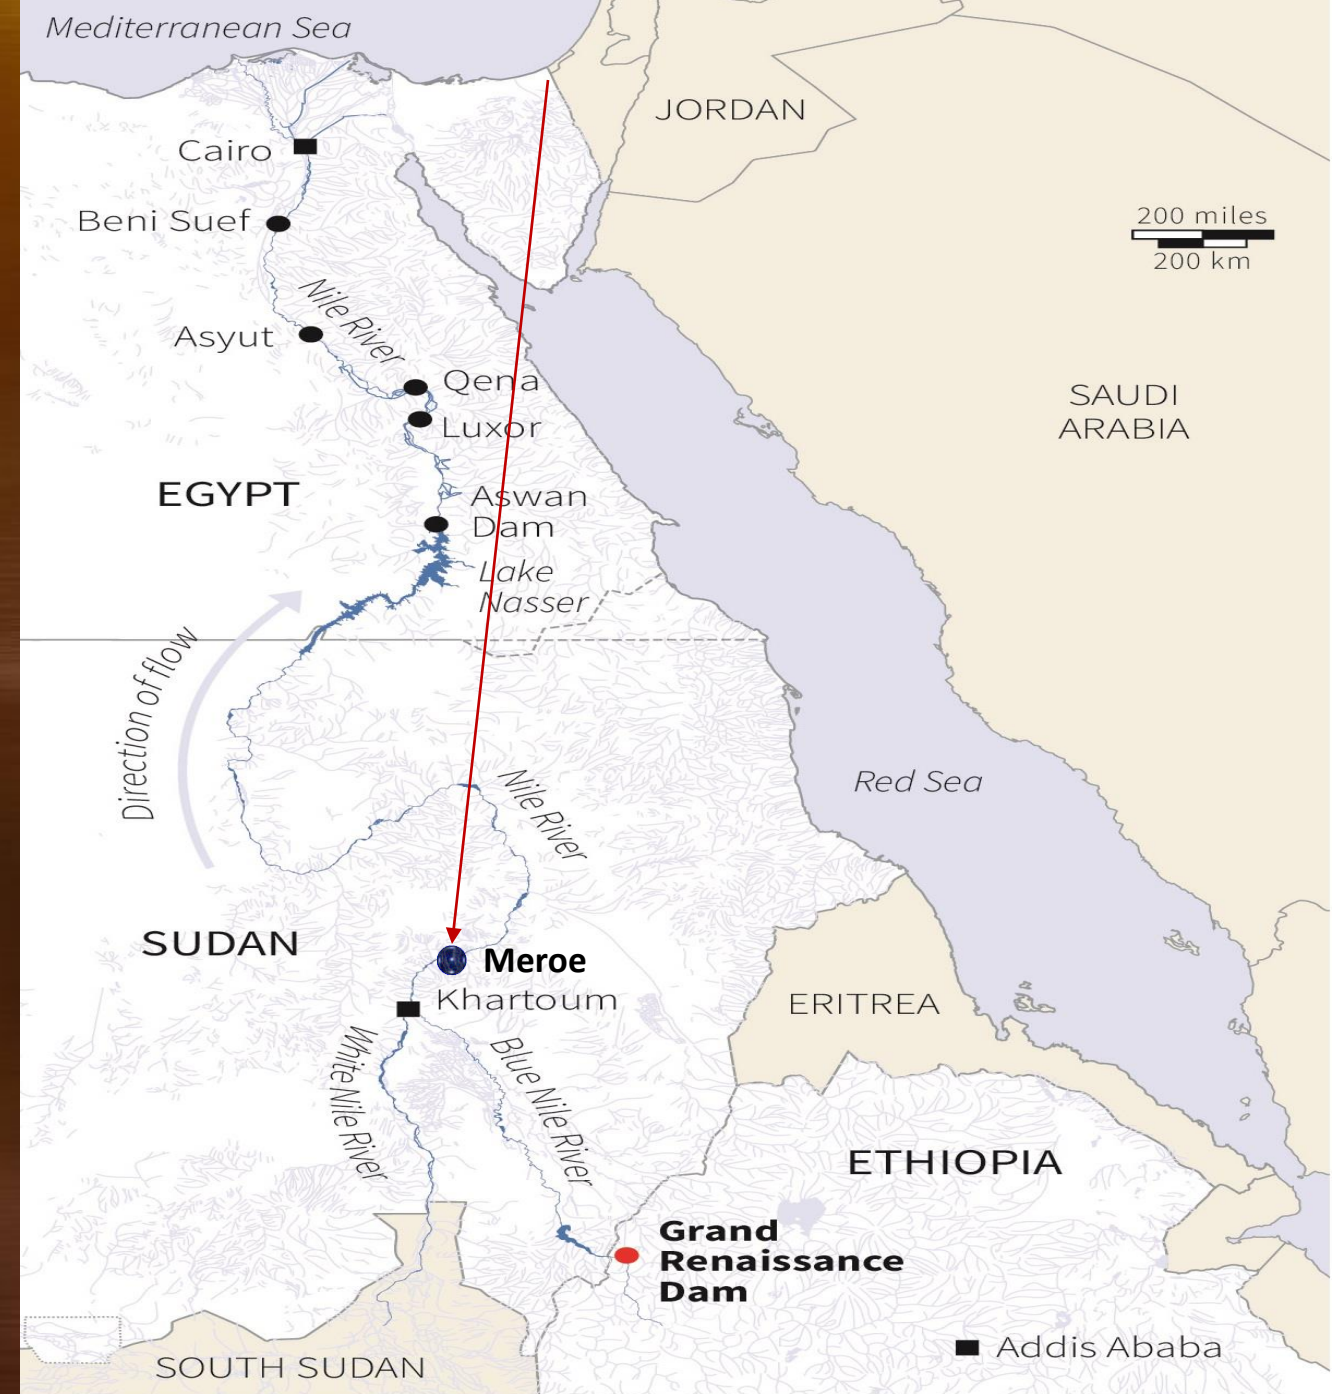 Mediterranean Sea
JORDAN
Cairo
Beni Suef
200 miles
200 km
Nile River
Asyut
Qena
Luxor
SAUDI
ARABIA
EGYPT
Aswan
Dam
Lake
Nasser
Direction of flow
Nile River
Red Sea
SUDAN
Meroe
Khartoum
ERITREA
White Nile River
Blue Nile River
ETHIOPIA
Grand
Renaissance
Dam
Addis Ababa
SOUTH SUDAN